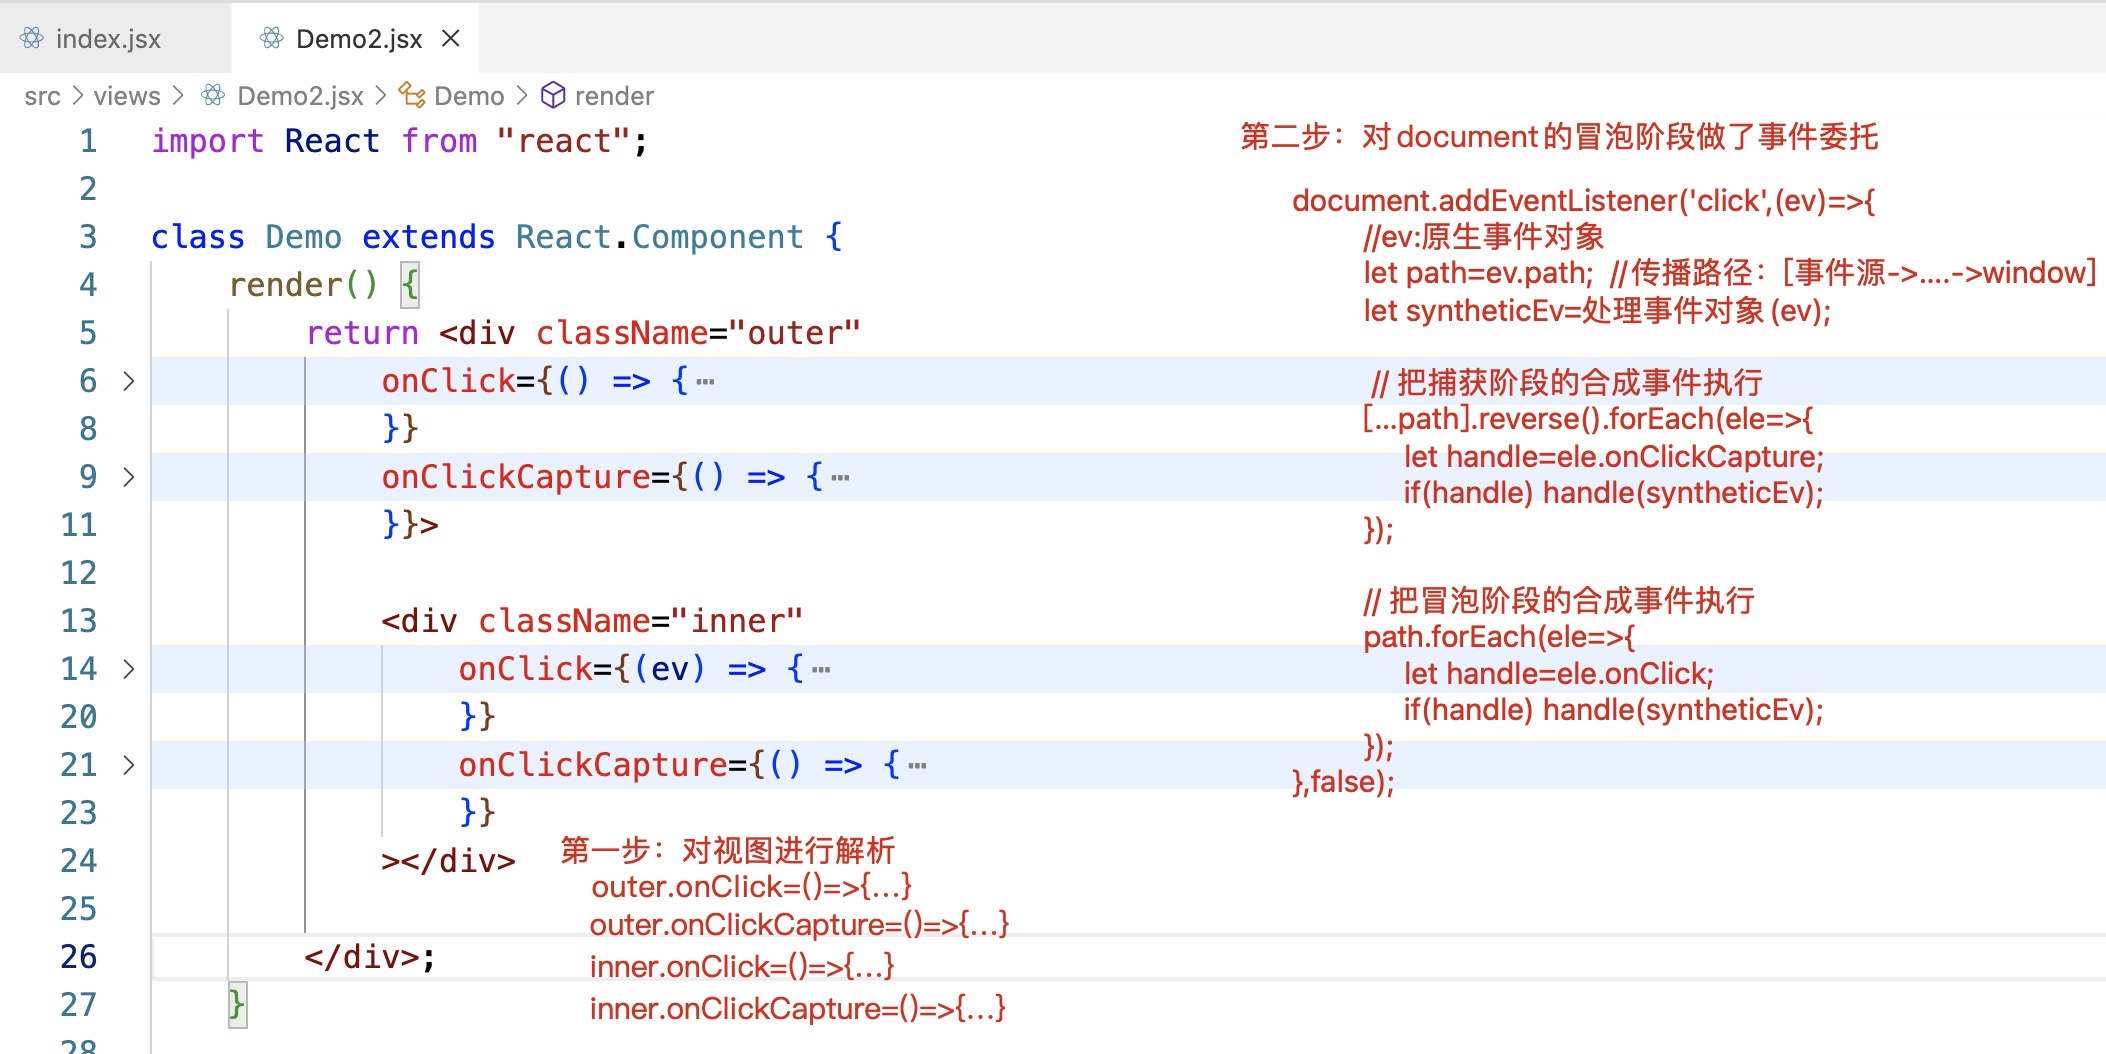 index.jsx
Demo2.jsx
src > views > Demo2.jsx > Demo > render
1 import React from "react";
2
3 class Demo extends React.Component {
4 render() {
5 return <div className="outer"
6 onClick={() => {…
8 }}
9 onClickCapture={() => {…
11 }}>
12
13 <div className="inner"
14 onClick={(ev) => {…
20 }}
21 onClickCapture={() => {…
23 }}
24 ></div>
25
26 </div>;
27 }
28
第一步：对视图进行解析
outer.onClick=()=>{...}
outer.onClickCapture=()=>{...}
inner.onClick=()=>{...}
inner.onClickCapture=()=>{...}
第二步：对document的冒泡阶段做了事件委托
document.addEventListener('click',(ev)=>{
//ev:原生事件对象
let path=ev.path; //传播路径：[事件源->....->window]
let syntheticEv=处理事件对象(ev);
// 把捕获阶段的合成事件执行
[...path].reverse().forEach(ele=>{
let handle=ele.onClickCapture;
if(handle) handle(syntheticEv);
});
// 把冒泡阶段的合成事件执行
path.forEach(ele=>{
let handle=ele.onClick;
if(handle) handle(syntheticEv);
});
},false);